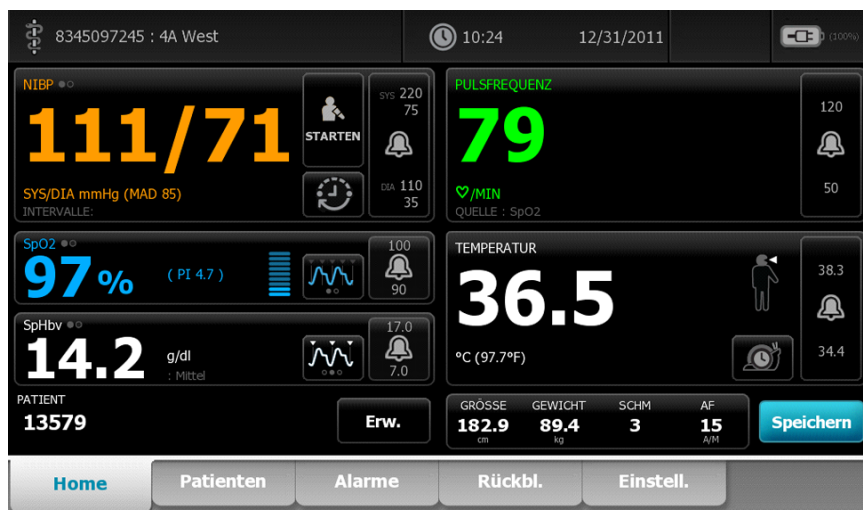 8345097245 : 4A West
10:24
12/31/2011
(100%)
NIBP
111/71
SYS/DIA mmHg (MAD 85)
INTERVALLE:
STARTEN
SYS 220
75
DIA 110
35
PULSFREQUENZ
79
/MIN
QUELLE : SpO2
120
50
SpO2
97%
( PI 4.7 )
100
90
SpHbv
14.2
g/dl
: Mittel
17.0
7.0
TEMPERATUR
36.5
°C (97.7°F)
38.3
34.4
PATIENT
13579
Erw.
GRÖSSE GEWICHT SCHM AF
182.9 89.4 3 15
cm kg A/M
Speichern
Home Patienten Alarme Rückbl. Einstell.